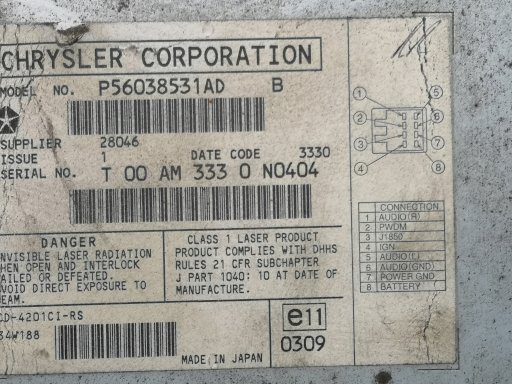 CHRYSLER CORPORATION
MODEL NO. P56038531AD B
SUPPLIER 28046
ISSUE 1 DATE CODE 3330
SERIAL NO. T 00 AM 333 0 N0404
1 5
2 6
3 7
4 8
CONNECTION
1 AUDIO(R)
2 PWDM
3 J1850
4 IGN
5 AUDIO(L)
6 AUDIO(GND)
7 POWER GND
8 BATTERY
DANGER
INVISIBLE LASER RADIATION
WHEN OPEN AND INTERLOCK
FAILED OR DEFEATED.
AVOID DIRECT EXPOSURE TO
BEAM.
CLASS 1 LASER PRODUCT
PRODUCT COMPLIES WITH DHHS
RULES 21 CFR SUBCHAPTER
J PART 1040: 10 AT DATE OF
MANUFACTURE.
CD-4201CI-RS
34W188
MADE IN JAPAN
e11
0309